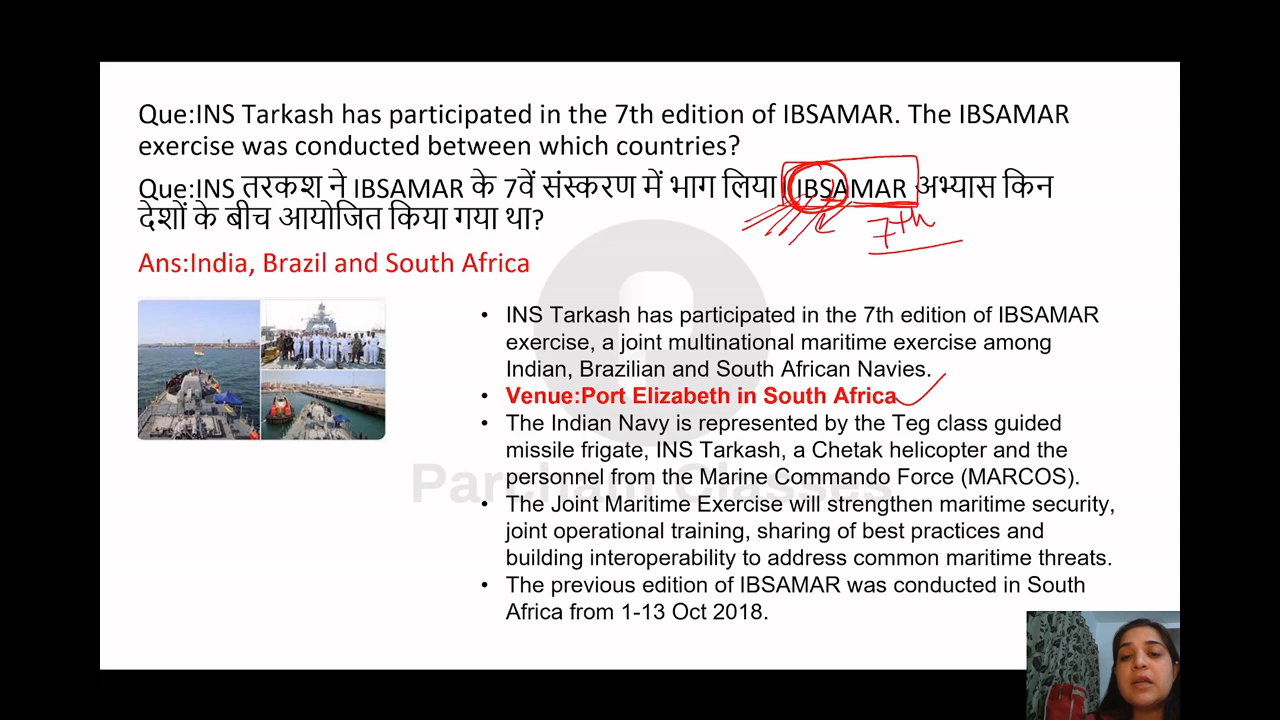 Que:INS Tarkash has participated in the 7th edition of IBSAMAR. The IBSAMAR
exercise was conducted between which countries?
Que:INS तरकश ने IBSAMAR के 7वें संस्करण में भाग लिया। IBSAMAR अभ्यास किन
देशों के बीच आयोजित किया गया था?
7th
Ans:India, Brazil and South Africa
• INS Tarkash has participated in the 7th edition of IBSAMAR
exercise, a joint multinational maritime exercise among
Indian, Brazilian and South African Navies.
• Venue:Port Elizabeth in South Africa
• The Indian Navy is represented by the Teg class guided
missile frigate, INS Tarkash, a Chetak helicopter and the
personnel from the Marine Commando Force (MARCOS).
Parcham Classes
• The Joint Maritime Exercise will strengthen maritime security,
joint operational training, sharing of best practices and
building interoperability to address common maritime threats.
• The previous edition of IBSAMAR was conducted in South
Africa from 1-13 Oct 2018.